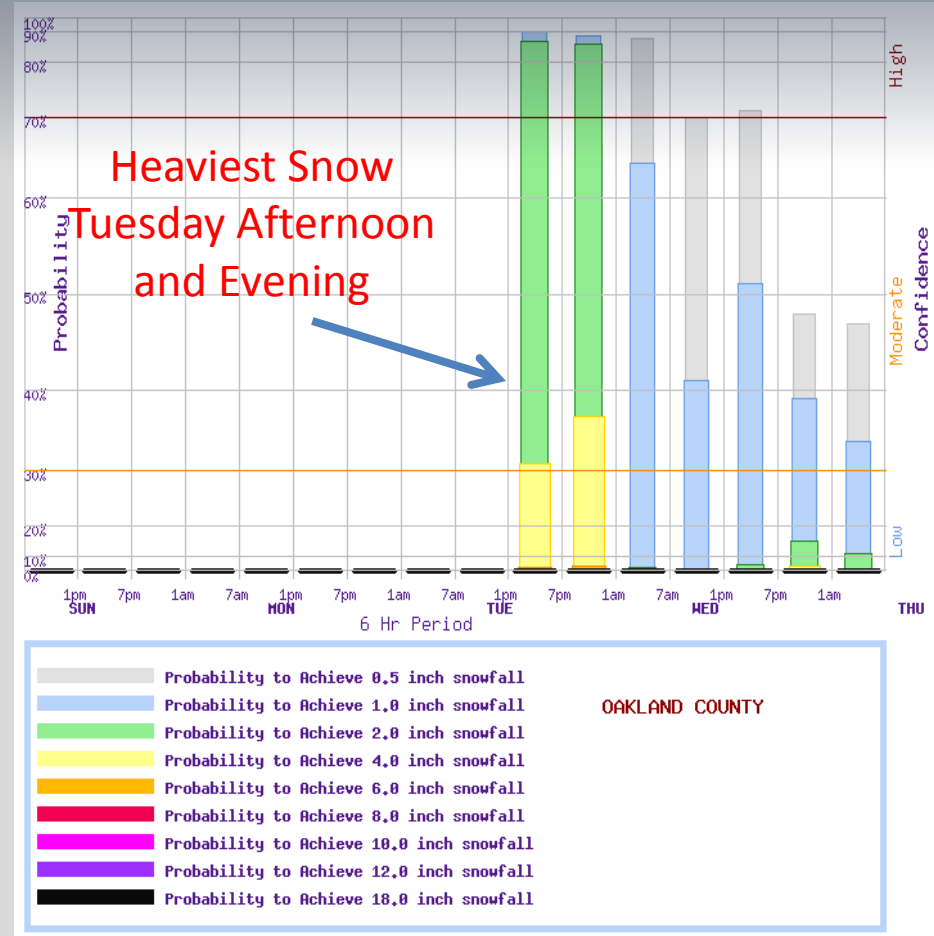 100%
90%
80%
70%
60%
50%
40%
30%
20%
10%
0%
Probability
Heaviest Snow
Tuesday Afternoon
and Evening
High
Moderate
Low
Confidence
1pm 7pm 1am 7am 1pm 7pm 1am 7am 1pm 7pm 1am 7am 1pm 7pm 1am
SUN MON TUE WED THU
6 Hr Period
Probability to Achieve 0.5 inch snowfall
Probability to Achieve 1.0 inch snowfall
OAKLAND COUNTY
Probability to Achieve 2.0 inch snowfall
Probability to Achieve 4.0 inch snowfall
Probability to Achieve 6.0 inch snowfall
Probability to Achieve 8.0 inch snowfall
Probability to Achieve 10.0 inch snowfall
Probability to Achieve 12.0 inch snowfall
Probability to Achieve 18.0 inch snowfall